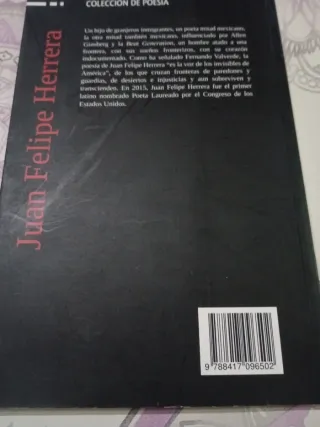 COLECCIÓN DE POESÍA
Un hijo de granjeros inmigrantes, un poeta mitad mexicano,
la otra mitad también mexicano, influenciado por Allen
Ginsberg y la Beat Generation, un hombre atado a una
frontera, con sus sueños fronterizos, con su corazón
indocumentado. Como ha señalado Fernando Valverde, la
poesía de Juan Felipe Herrera "es la voz de los invisibles de
América", de los que cruzan fronteras de paredones y
guardias, de desiertos e injusticias y aun sobreviven y
transcienden. En 2015, Juan Felipe Herrera fue el primer
latino nombrado Poeta Laureado por el Congreso de los
Estados Unidos.
Juan Felipe Herrera
9 788417 096502